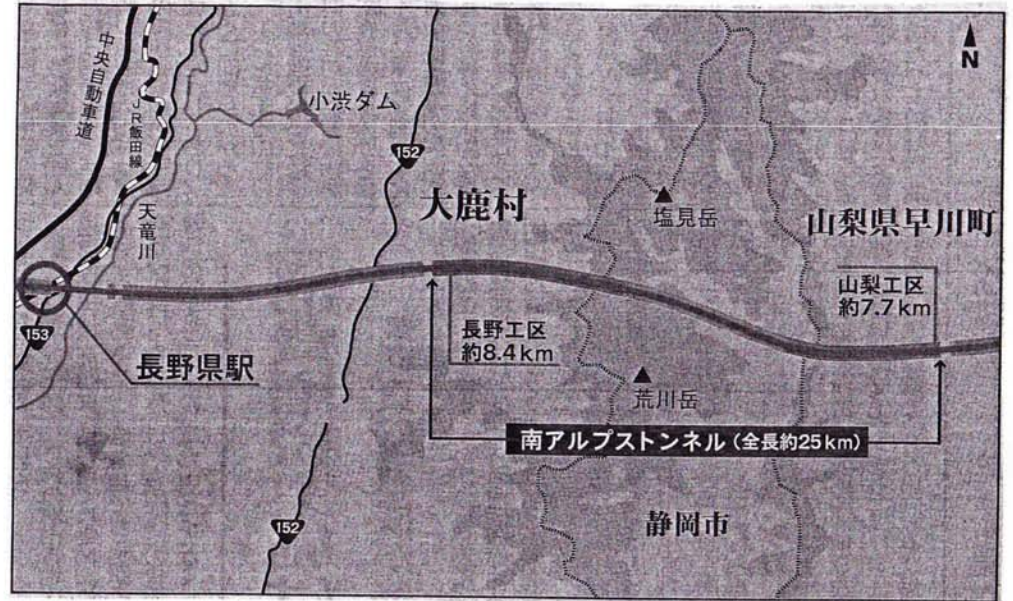 中央自動車道
JR飯田線
小渋ダム
N
152
大鹿村
塩見岳
天竜川
山梨県早川町
山梨工区
約7.7km
153
長野県駅
長野工区
約8.4km
荒川岳
南アルプストンネル(全長約25km)
静岡市
152